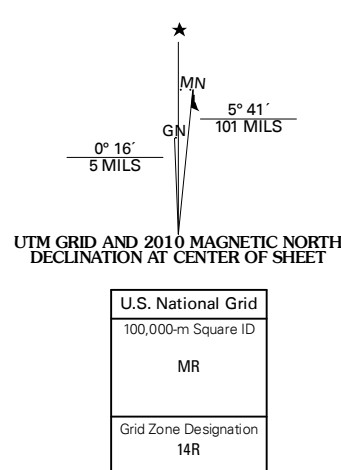 MN
GN
5° 41´
101 MILS
0° 16´
5 MILS
UTM GRID AND 2010 MAGNETIC NORTH
DECLINATION AT CENTER OF SHEET
U.S. National Grid
100,000-m Square ID
MR
Grid Zone Designation
14R